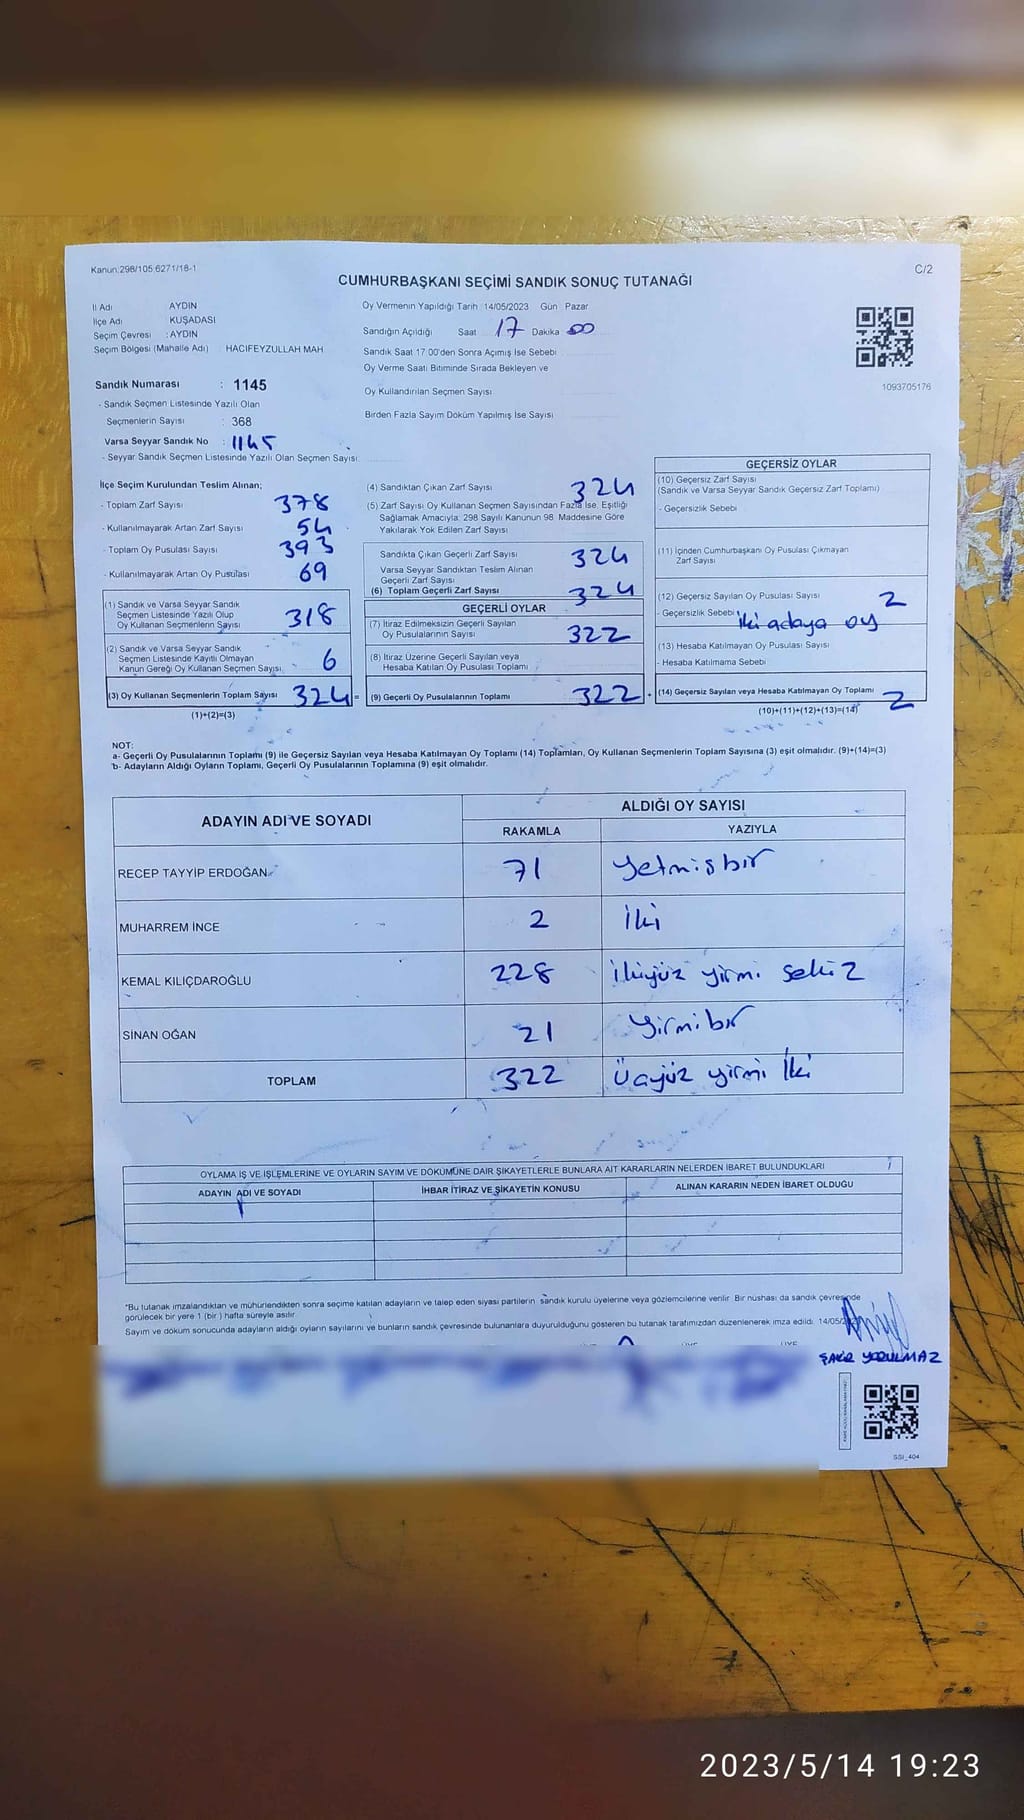 Kanun:298/105 6271/18-1
C/2
CUMHURBAŞKANI SEÇİMİ SANDIK SONUÇ TUTANAĞI
İl Adı AYDIN
İlçe Adı KUŞADASI
Seçim Çevresi : AYDIN
Seçim Bölgesi (Mahalle Adı) HACIFEYZULLAH MAH
Sandık Numarası : 1145
- Sandık Seçmen Listesinde Yazılı Olan
Seçmenlerin Sayısı : 368
Varsa Seyyar Sandık No : 1145
- Seyyar Sandık Seçmen Listesinde Yazılı Olan Seçmen Sayısı:
Oy Vermenin Yapıldığı Tarih 14/05/2023 Gün Pazar
Sandığın Açıldığı Saat 17 Dakika 00
Sandık Saat 17:00'den Sonra Açmış İse Sebebi
Oy Verme Saati Bitiminde Sırada Bekleyen ve
Oy Kullandırılan Seçmen Sayısı
Birden Fazla Sayım Döküm Yapılmış İse Sayısı
1093705176
İlçe Seçim Kurulundan Teslim Alınan;
- Toplam Zarf Sayısı 378
- Kullanılmayarak Artan Zarf Sayısı 54
- Toplam Oy Pusulası Sayısı 393
- Kullanılmayarak Artan Oy Pusulası 69
(1) Sandık ve Varsa Seyyar Sandık
Seçmen Listesinde Yazılı Olup
Oy Kullanan Seçmenlerin Sayısı 318
(2) Sandık ve Varsa Seyyar Sandık
Seçmen Listesinde Kayıtlı Olmayan
Kanun Gereği Oy Kullanan Seçmen Sayısı 6
(3) Oy Kullanan Seçmenlerin Toplam Sayısı 324 =
(1)+(2)=(3)
(4) Sandıktan Çıkan Zarf Sayısı 324
(5) Zarf Sayısı Oy Kullanan Seçmen Sayısından Fazla İse, Eşitliği
Sağlamak Amacıyla; 298 Sayılı Kanunun 98. Maddesine Göre
Yakılarak Yok Edilen Zarf Sayısı
Sandıkta Çıkan Geçerli Zarf Sayısı 324
Varsa Seyyar Sandıktan Teslim Alınan
Geçerli Zarf Sayısı
(6) Toplam Geçerli Zarf Sayısı 324
GEÇERLİ OYLAR
(7) İtiraz Edilmeksizin Geçerli Sayılan
Oy Pusulalarının Sayısı 322
(8) İtiraz Üzerine Geçerli Sayılan veya
Hesaba Katılan Oy Pusulası Toplamı
(9) Geçerli Oy Pusulalarının Toplamı 322
GEÇERSİZ OYLAR
(10) Geçersiz Zarf Sayısı
(Sandık ve Varsa Seyyar Sandık Geçersiz Zarf Toplamı)
- Geçersizlik Sebebi
(11) İçinden Cumhurbaşkanı Oy Pusulası Çıkmayan
Zarf Sayısı
(12) Geçersiz Sayılan Oy Pusulası Sayısı 2
- Geçersizlik Sebebi iki adaya oy
(13) Hesaba Katılmayan Oy Pusulası Sayısı
- Hesaba Katılmama Sebebi
(14) Geçersiz Sayılan veya Hesaba Katılmayan Oy Toplamı 2
(10)+(11)+(12)+(13)=(14)
NOT:
a- Geçerli Oy Pusulalarının Toplamı (9) ile Geçersiz Sayılan veya Hesaba Katılmayan Oy Toplamı (14) Toplamları, Oy Kullanan Seçmenlerin Toplam Sayısına (3) eşit olmalıdır. (9)+(14)=(3)
b- Adayların Aldığı Oyların Toplamı, Geçerli Oy Pusulalarının Toplamına (9) eşit olmalıdır.
ADAYIN ADI VE SOYADI ALDIĞI OY SAYISI
RAKAMLA YAZIYLA
RECEP TAYYİP ERDOĞAN 71 Yetmişbir
MUHARREM İNCE 2 iki
KEMAL KILIÇDAROĞLU 228 ikiyüz yirmi sekiz
SİNAN OĞAN 21 Yirmibir
TOPLAM 322 Üçyüz yirmi iki
OYLAMA İŞ VE İŞLEMLERİNE VE OYLARIN SAYIM VE DÖKÜMÜNE DAİR ŞİKAYETLERLE BUNLARA AİT KARARLARIN NELERDEN İBARET BULUNDUKLARI
ADAYIN ADI VE SOYADI İHBAR İTİRAZ VE ŞİKAYETİN KONUSU ALINAN KARARIN NEDEN İBARET OLDUĞU
*Bu tutanak imzalandıktan ve mühürlendikten sonra seçime katılan adayların ve talep eden siyasi partilerin sandık kurulu üyelerine veya gözlemcilerine verilir. Bir nüshası da sandık çevresinde
görülecek bir yere 1 (bir) hafta süreyle asılır.
Sayım ve döküm sonucunda adayların aldığı oyların sayılarını ve bunların sandık çevresinde bulunanlara duyurulduğunu gösteren bu tutanak tarafımızdan düzenlenerek imza edildi. 14/05/
ŞAKİR YORULMAZ
SSI_404
2023/5/14 19:23